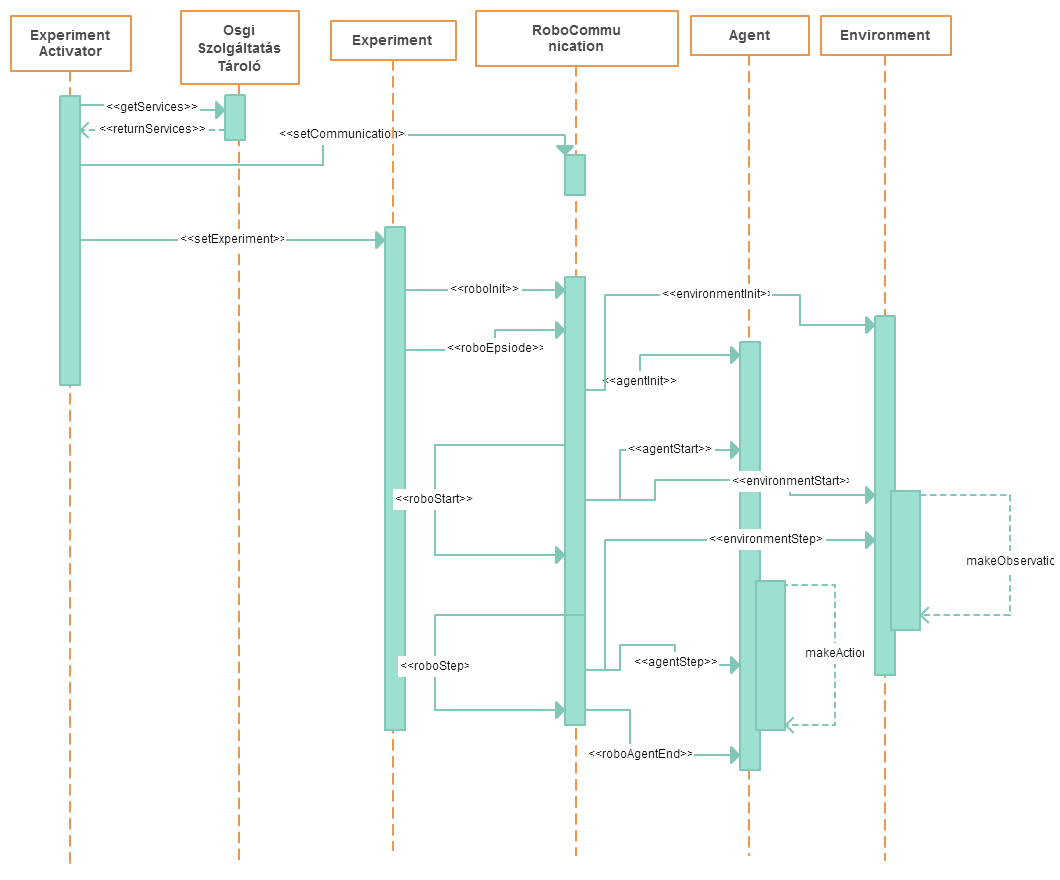 Experiment
Activator
Osgi
Szolgáltatás
Tároló
Experiment
RoboCommu
nication
Agent
Environment
<<getServices>>
<<returnServices>>
<<setCommunication>
<<setExperiment>>
<<roboInit>>
<<environmentInit>>
<<roboEpsiode>>
<<agentInit>>
<<agentStart>>
<<environmentStart>>
<<roboStart>>
<<environmentStep>
makeObservatio
makeAction
<<agentStep>>
<<roboStep>
<<roboAgentEnd>>